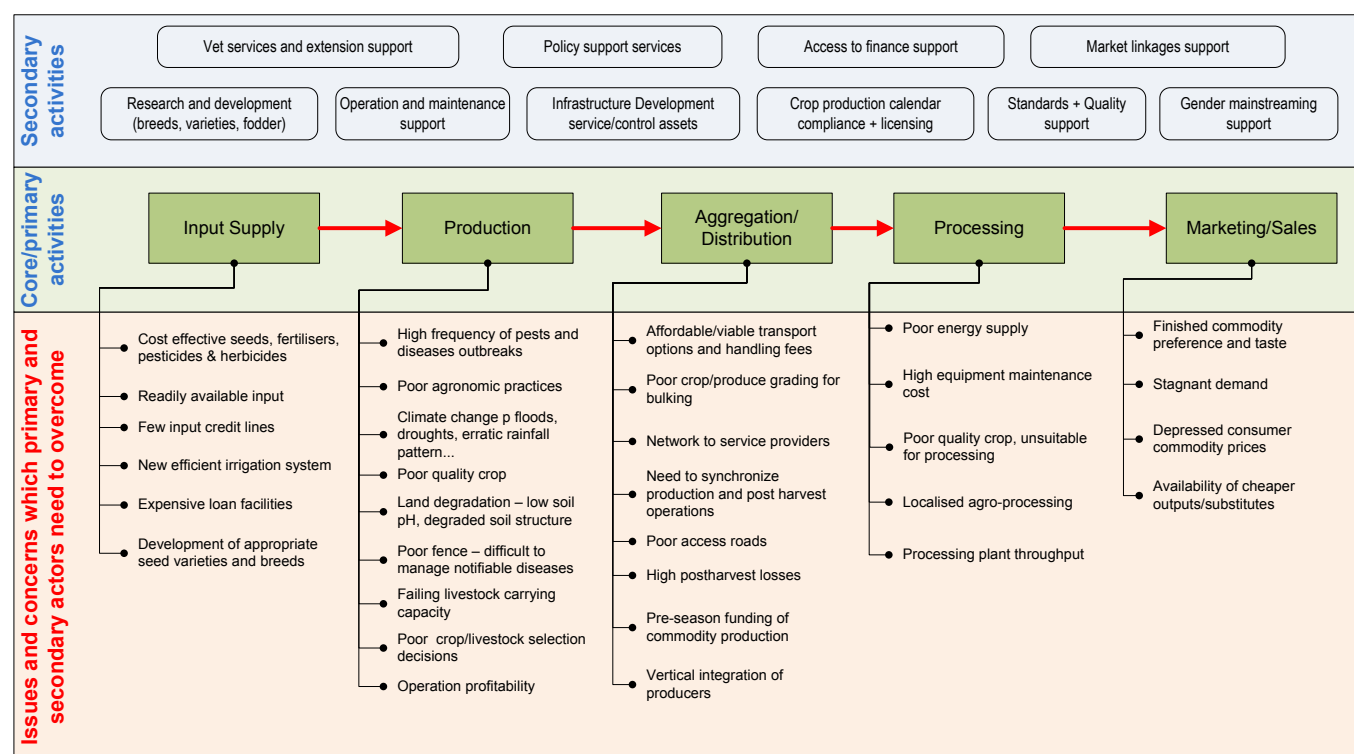 Secondary
activities
Vet services and extension support
Policy support services
Access to finance support
Market linkages support
Research and development
(breeds, varieties, fodder)
Operation and maintenance
support
Infrastructure Development
service/control assets
Crop production calendar
compliance + licensing
Standards + Quality
support
Gender mainstreaming
support
Core/primary
activities
Input Supply
Production
Aggregation/
Distribution
Processing
Marketing/Sales
Issues and concerns which primary and
secondary actors need to overcome
Cost effective seeds, fertilisers,
pesticides & herbicides
Readily available input
Few input credit lines
New efficient irrigation system
Expensive loan facilities
Development of appropriate
seed varieties and breeds
High frequency of pests and
diseases outbreaks
Poor agronomic practices
Climate change p floods,
droughts, erratic rainfall
pattern...
Poor quality crop
Land degradation – low soil
pH, degraded soil structure
Poor fence – difficult to
manage notifiable diseases
Failing livestock carrying
capacity
Poor crop/livestock selection
decisions
Operation profitability
Affordable/viable transport
options and handling fees
Poor crop/produce grading for
bulking
Network to service providers
Need to synchronize
production and post harvest
operations
Poor access roads
High postharvest losses
Pre-season funding of
commodity production
Vertical integration of
producers
Poor energy supply
High equipment maintenance
cost
Poor quality crop, unsuitable
for processing
Localised agro-processing
Processing plant throughput
Finished commodity
preference and taste
Stagnant demand
Depressed consumer
commodity prices
Availability of cheaper
outputs/substitutes